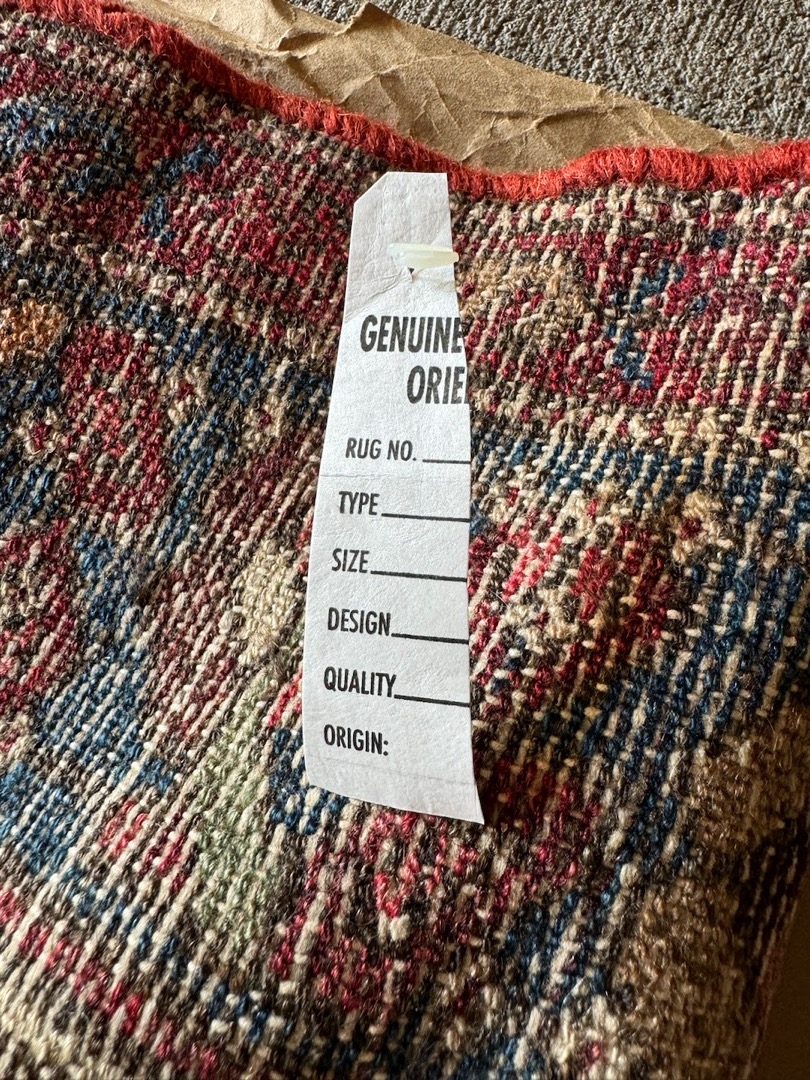 GENUINE
ORIE
RUG NO.
TYPE
SIZE
DESIGN
QUALITY
ORIGIN: